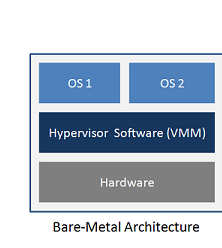 OS 1 OS 2
Hypervisor Software (VMM)
Hardware
Bare-Metal Architecture